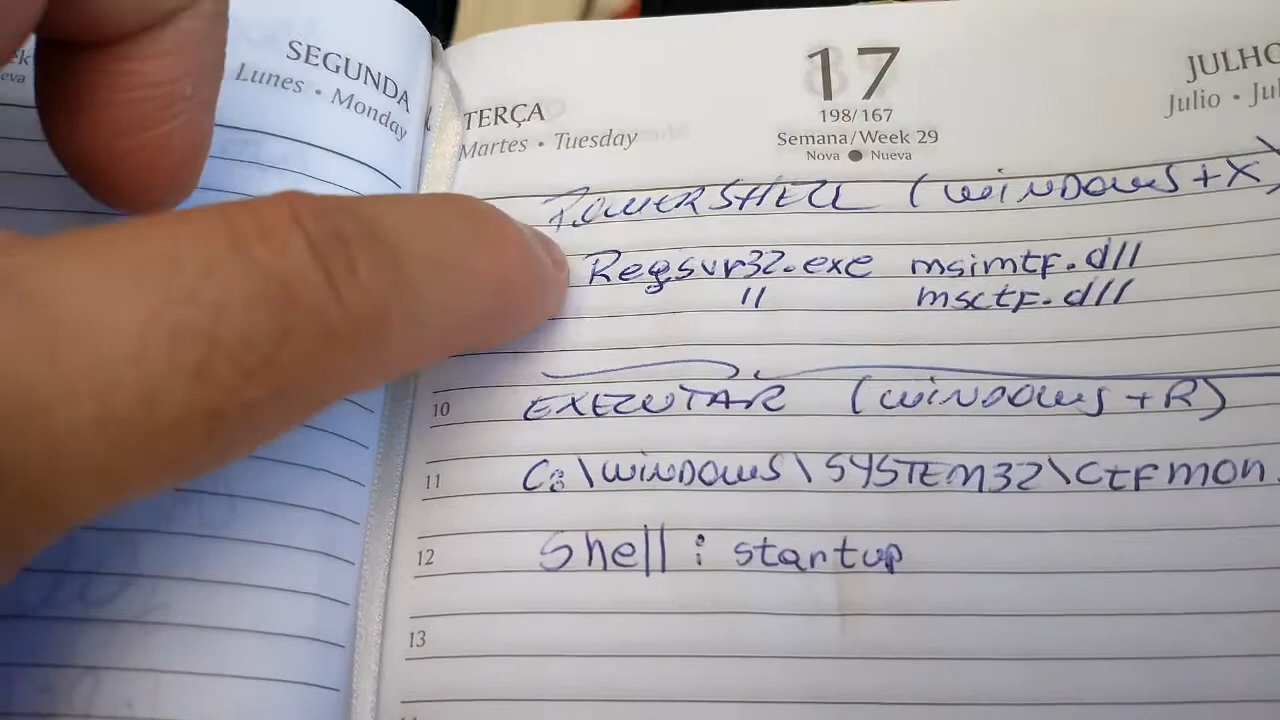 SEGUNDA
Lunes • Monday
TERÇA
Martes • Tuesday
17
198/167
Semana/Week 29
Nova Nueva
JULHO
Julio •
POWERSHELL (WINDOWS+X)
Regsvr32.exe msimtf.dll
" msctf.dll
10 EXECUTAR (WINDOWS+R)
11 C:\WINDOWS\SYSTEM32\CTFMON.
12 Shell:startup
13